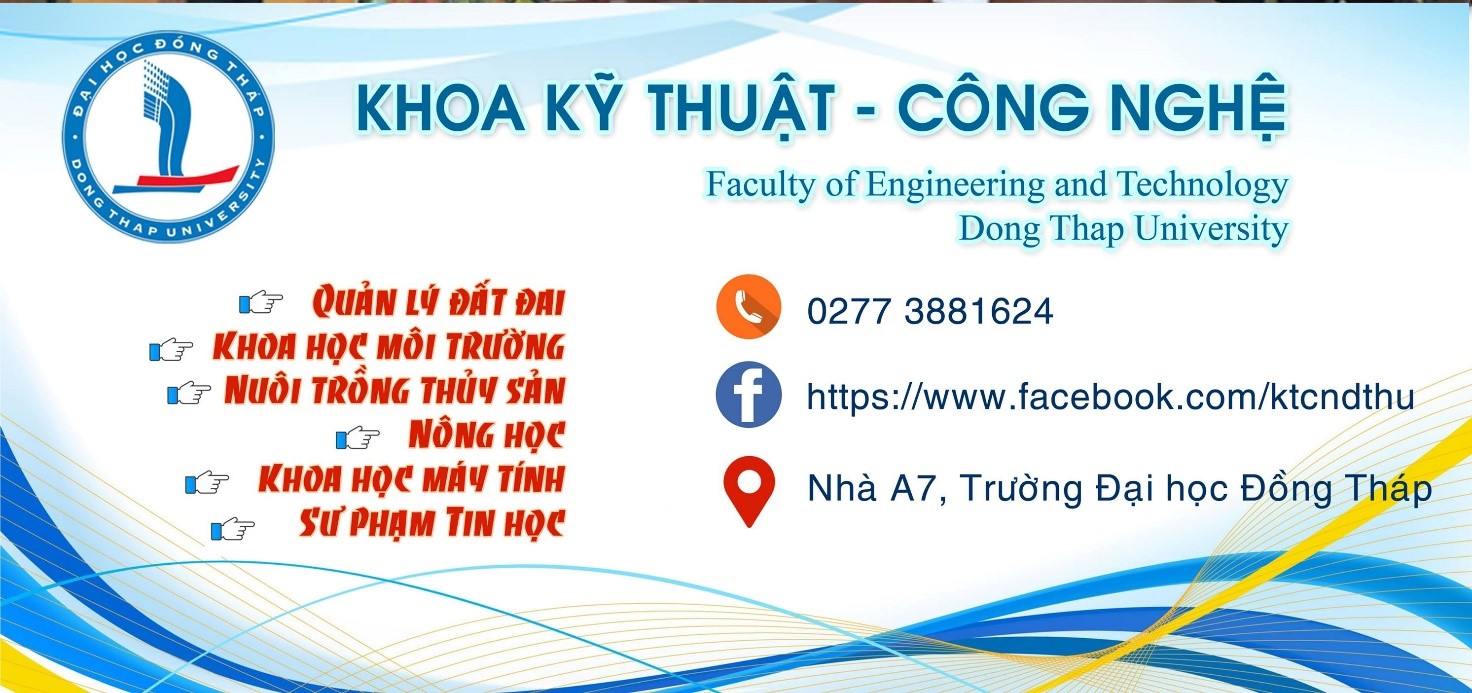 ĐẠI HỌC ĐỒNG THÁP
DONG THAP UNIVERSITY
KHOA KỸ THUẬT - CÔNG NGHỆ
Faculty of Engineering and Technology
Dong Thap University
QUẢN LÝ ĐẤT ĐAI
KHOA HỌC MÔI TRƯỜNG
NUÔI TRỒNG THỦY SẢN
NÔNG HỌC
KHOA HỌC MÁY TÍNH
SƯ PHẠM TIN HỌC
0277 3881624
https://www.facebook.com/ktcndthu
Nhà A7, Trường Đại học Đồng Tháp